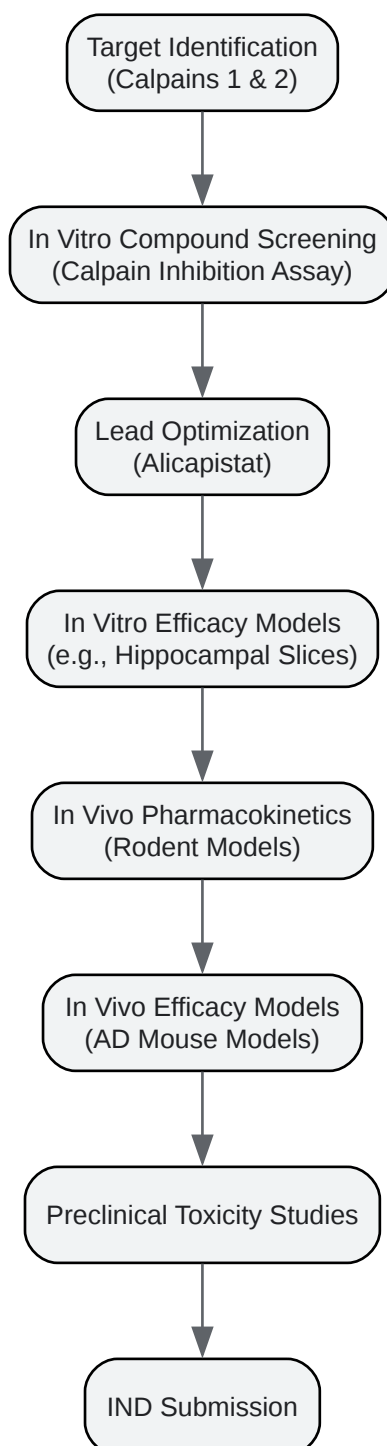 Target Identification
(Calpains 1 & 2)
In Vitro Compound Screening
(Calpain Inhibition Assay)
Lead Optimization
(Alicapistat)
In Vitro Efficacy Models
(e.g., Hippocampal Slices)
In Vivo Pharmacokinetics
(Rodent Models)
In Vivo Efficacy Models
(AD Mouse Models)
Preclinical Toxicity Studies
IND Submission